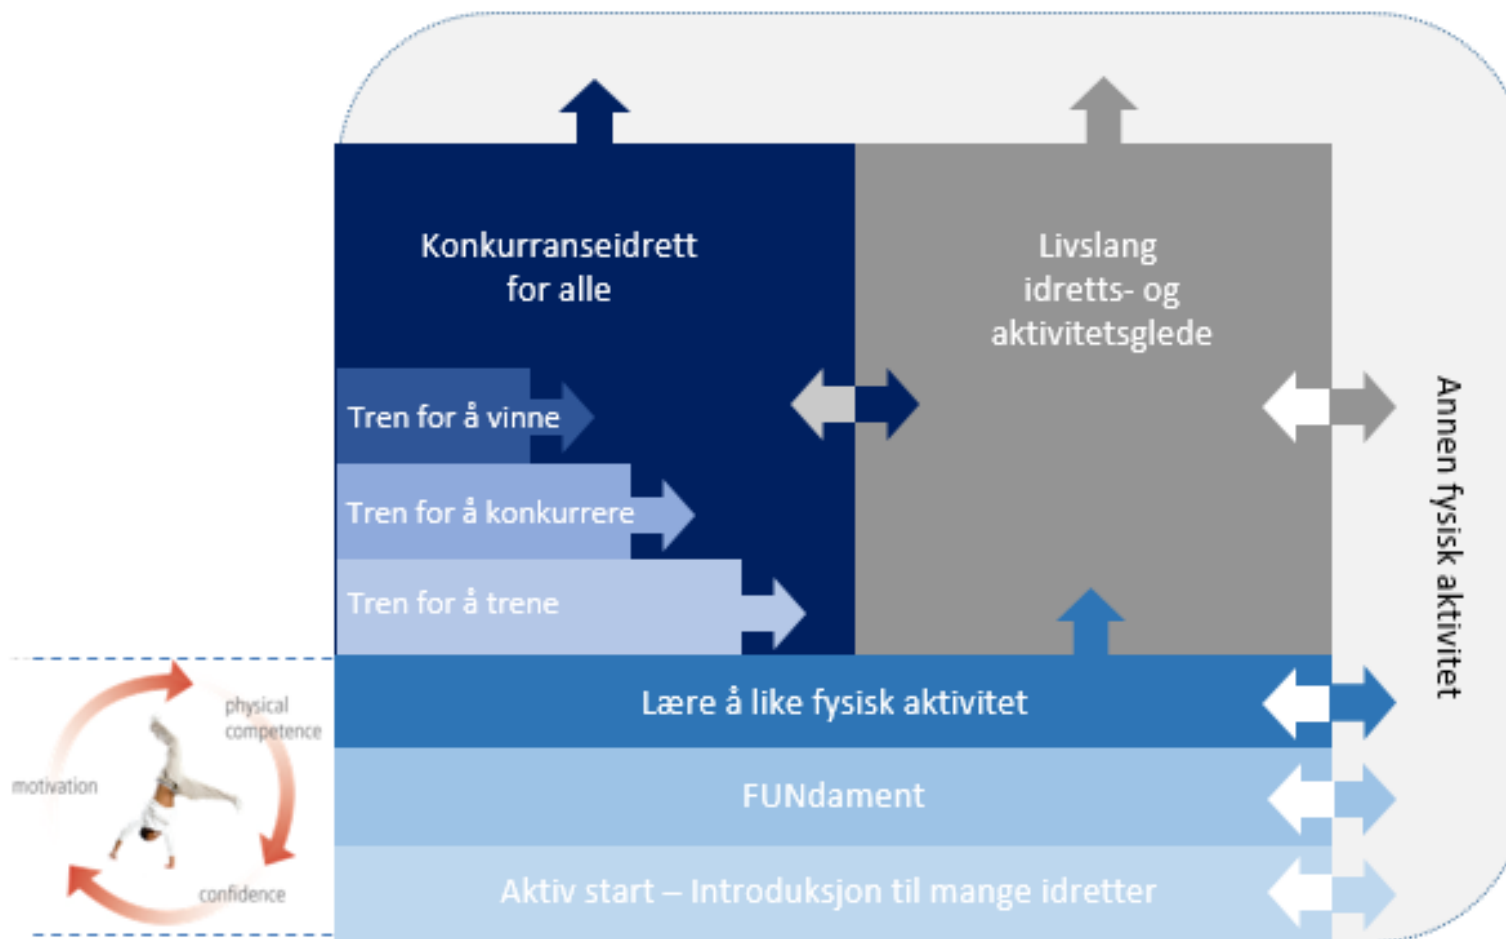 Konkurranseidrett
for alle
Livslang
idretts- og
aktivitetsglede
Tren for å vinne
Tren for å konkurrere
Tren for å trene
Annen fysisk aktivitet
Lære å like fysisk aktivitet
FUNdament
Aktiv start – Introduksjon til mange idretter
physical
competence
motivation
confidence